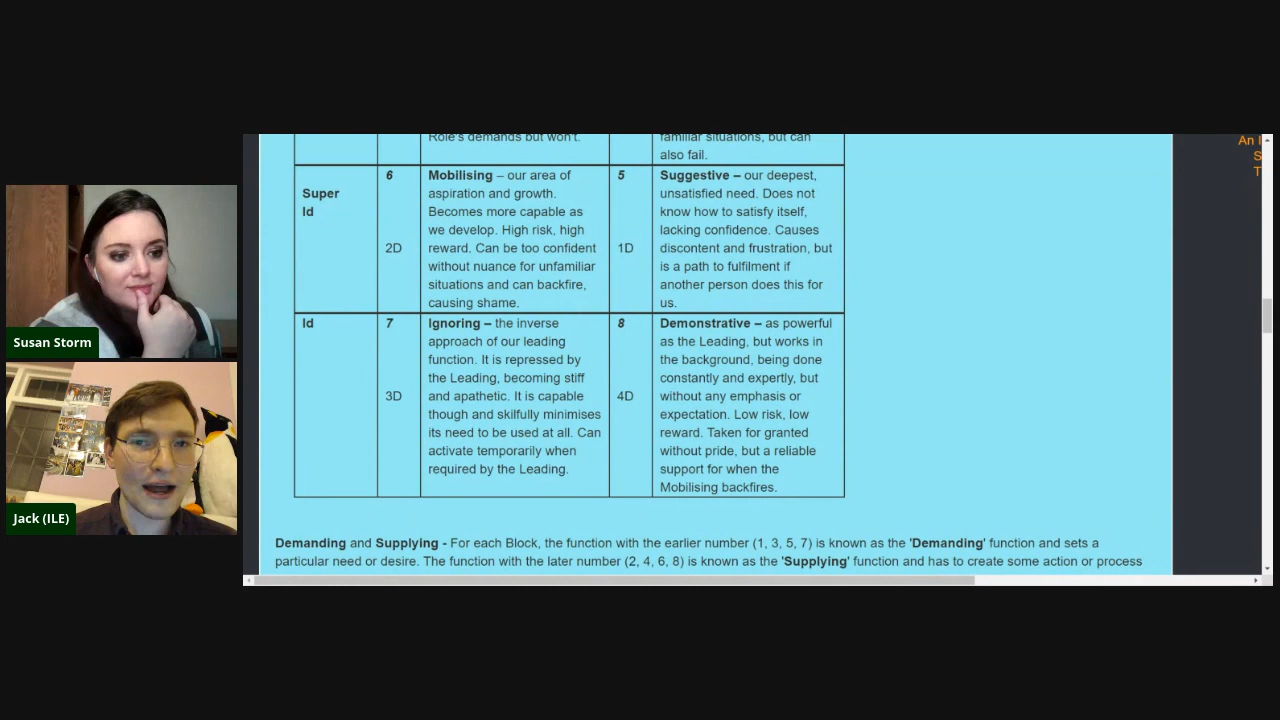 Role's demands but won't.
familiar situations, but can
also fail.
Super
Id
6
2D
Mobilising – our area of
aspiration and growth.
Becomes more capable as
we develop. High risk, high
reward. Can be too confident
without nuance for unfamiliar
situations and can backfire,
causing shame.
5
1D
Suggestive – our deepest,
unsatisfied need. Does not
know how to satisfy itself,
lacking confidence. Causes
discontent and frustration, but
is a path to fulfilment if
another person does this for
us.
Id
7
3D
Ignoring – the inverse
approach of our leading
function. It is repressed by
the Leading, becoming stiff
and apathetic. It is capable
though and skilfully minimises
its need to be used at all. Can
activate temporarily when
required by the Leading.
8
4D
Demonstrative – as powerful
as the Leading, but works in
the background, being done
constantly and expertly, but
without any emphasis or
expectation. Low risk, low
reward. Taken for granted
without pride, but a reliable
support for when the
Mobilising backfires.
Demanding and Supplying - For each Block, the function with the earlier number (1, 3, 5, 7) is known as the 'Demanding' function and sets a
particular need or desire. The function with the later number (2, 4, 6, 8) is known as the 'Supplying' function and has to create some action or process
An
S
T
Susan Storm
Jack (ILE)